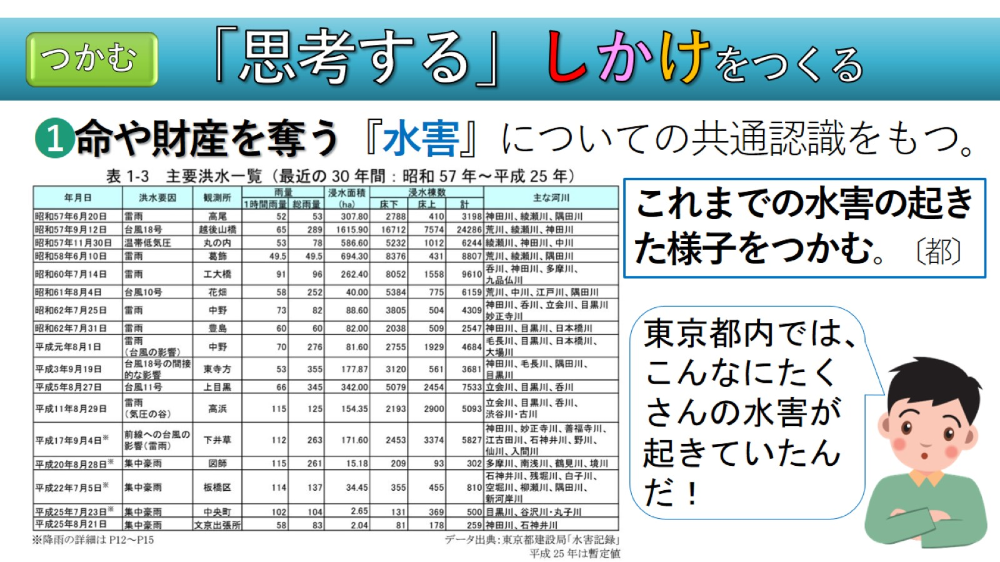 つかむ
「思考する」しかけをつくる
❶命や財産を奪う『水害』についての共通認識をもつ。
表 1-3 主要洪水一覧（最近の 30 年間：昭和 57 年～平成 25 年）
年月日 洪水要因 観測所 雨量 浸水面積 浸水棟数 主な河川
1時間雨量 総雨量 (ha) 床下 床上 計
昭和57年6月20日 雷雨 高尾 52 53 307.80 2788 410 3198 神田川、綾瀬川、隅田川
昭和57年9月12日 台風18号 越後山橋 65 289 1615.90 16712 7574 24286 荒川、綾瀬川、神田川
昭和57年11月30日 温帯低気圧 丸の内 53 78 586.60 5232 1012 6244 綾瀬川、神田川、中川
昭和58年6月10日 雷雨 葛飾 49.5 49.5 694.30 8376 431 8807 荒川、綾瀬川、隅田川
昭和60年7月14日 雷雨 工大橋 91 96 262.40 8052 1558 9610 呑川、神田川、多摩川、
九品仏川
昭和61年8月4日 台風10号 花畑 58 252 40.00 5384 775 6159 荒川、中川、江戸川、隅田川
昭和62年7月25日 雷雨 中野 73 82 88.60 3805 504 4309 神田川、呑川、立会川、目黒川
妙正寺川
昭和62年7月31日 雷雨 豊島 60 60 82.00 2038 509 2547 神田川、目黒川、日本橋川
平成元年8月1日 雷雨 中野 70 276 81.60 2755 1929 4684 毛長川、目黒川、日本橋川、
（台風の影響） 大場川
平成3年9月19日 台風18号の間接 東寺方 53 355 177.87 3120 561 3681 神田川、毛長川、隅田川、
的な影響 目黒川
平成5年8月27日 台風11号 上目黒 66 345 342.00 5079 2454 7533 立会川、目黒川、呑川
平成11年8月29日 雷雨 高浜 115 125 154.35 2193 2900 5093 立会川、目黒川、呑川、
（気圧の谷） 渋谷川・古川
平成17年9月4日※ 前線への台風の 下井草 112 263 171.60 2453 3374 5827 神田川、妙正寺川、善福寺川、
影響（雷雨） 江古田川、石神井川、野川、
仙川、入間川
平成20年8月28日※ 集中豪雨 図師 115 261 15.18 209 93 302 多摩川、南浅川、鶴見川、境川
平成22年7月5日※ 集中豪雨 板橋区 114 137 34.45 355 455 810 石神井川、残堀川、白子川、
空堀川、柳瀬川、隅田川、
新河岸川
平成25年7月23日※ 集中豪雨 中央町 102 104 2.65 131 369 500 目黒川、谷沢川・丸子川
平成25年8月21日 集中豪雨 文京出張所 58 83 2.04 81 178 259 神田川、石神井川
※降雨の詳細は P12～P15
データ出典：東京都建設局「水害記録」
平成 25 年は暫定値
これまでの水害の起き
た様子をつかむ。〔都〕
東京都内では、
こんなにたく
さんの水害が
起きていたん
だ！